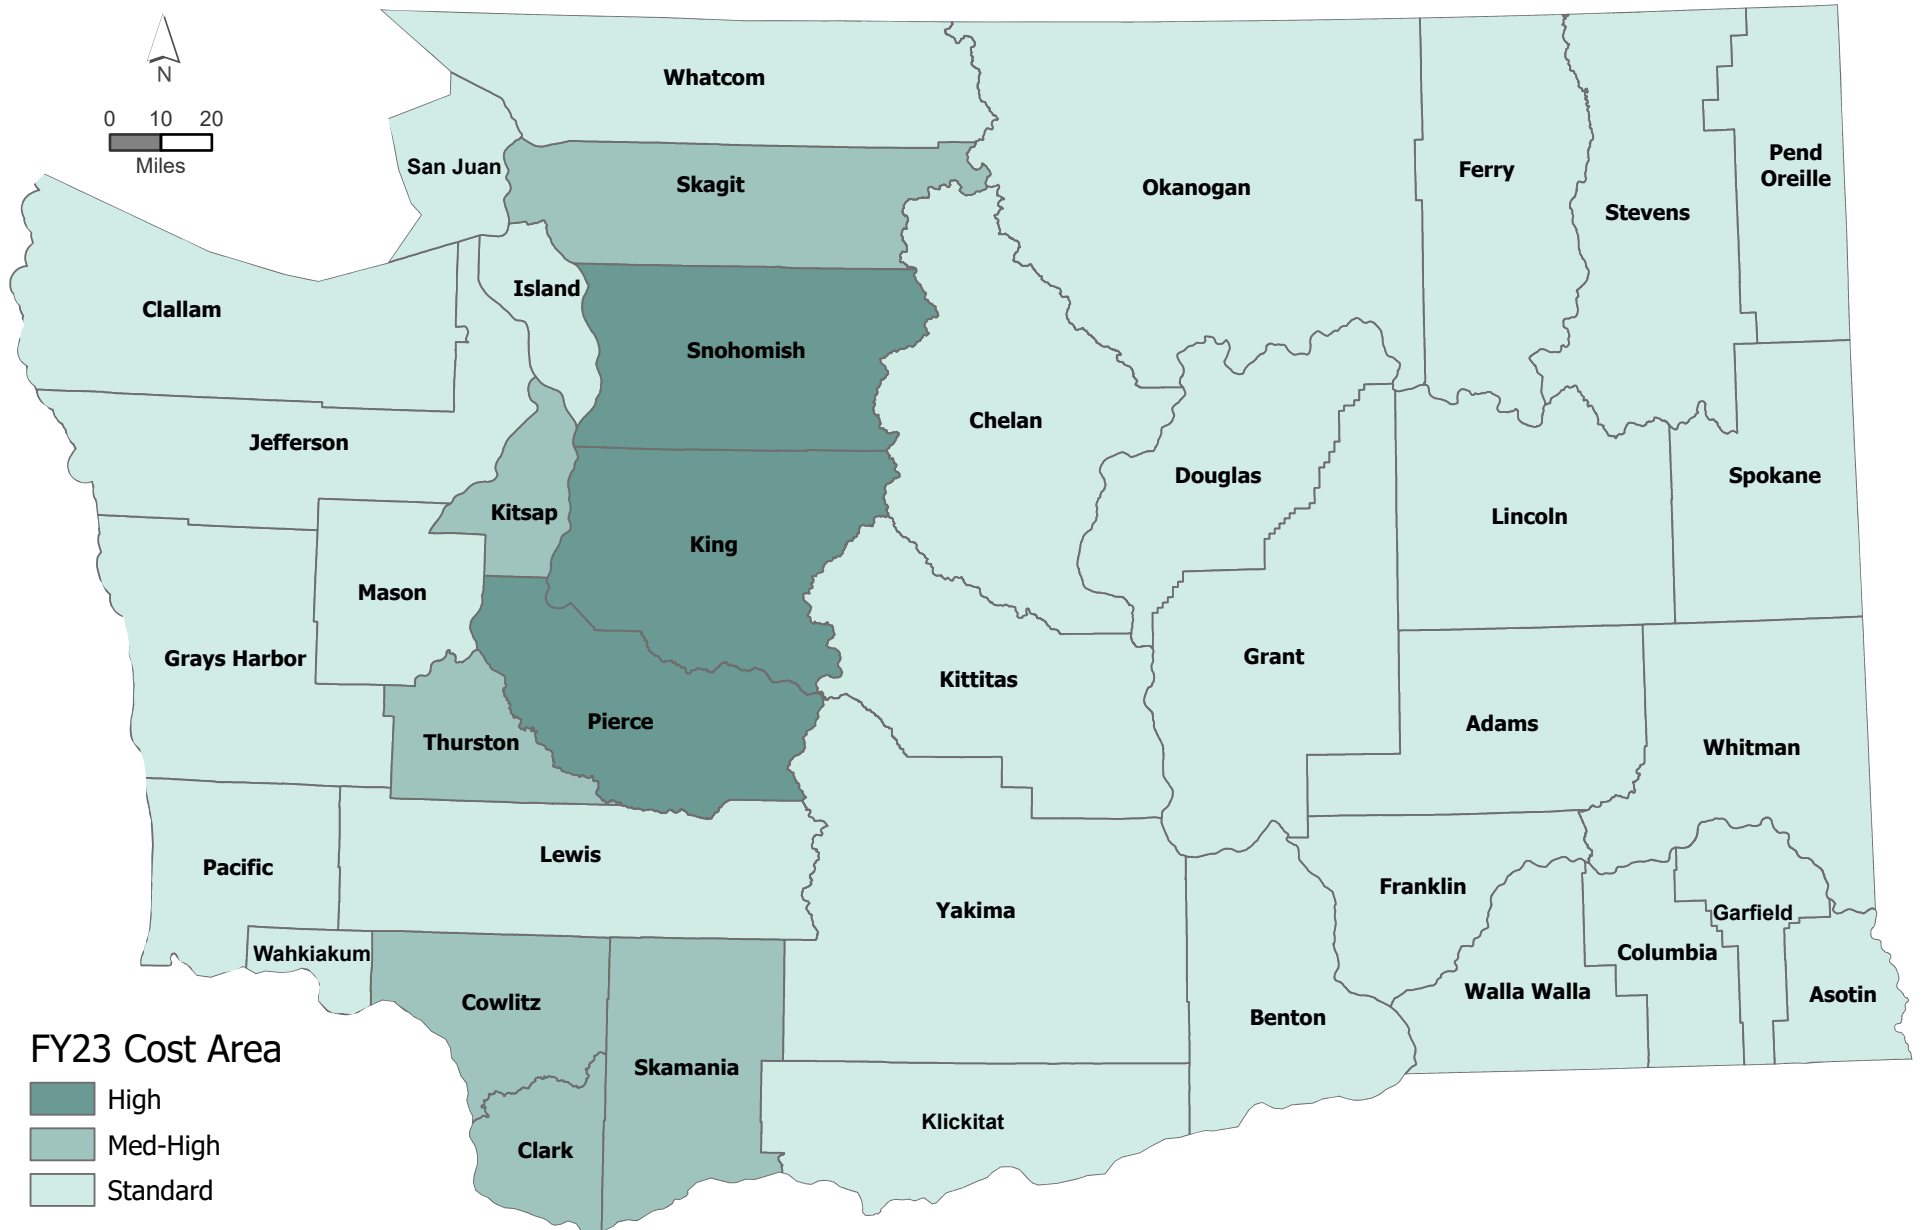 N
0 10 20
Miles
Whatcom
San Juan
Skagit
Okanogan
Ferry
Stevens
Pend
Oreille
Clallam
Island
Snohomish
Chelan
Jefferson
Kitsap
King
Douglas
Lincoln
Spokane
Mason
Grays Harbor
Kittitas
Grant
Pierce
Thurston
Adams
Whitman
Pacific
Lewis
Yakima
Franklin
Garfield
Wahkiakum
Columbia
Walla Walla
Asotin
Cowlitz
Benton
Skamania
Klickitat
Clark
FY23 Cost Area
High
Med-High
Standard